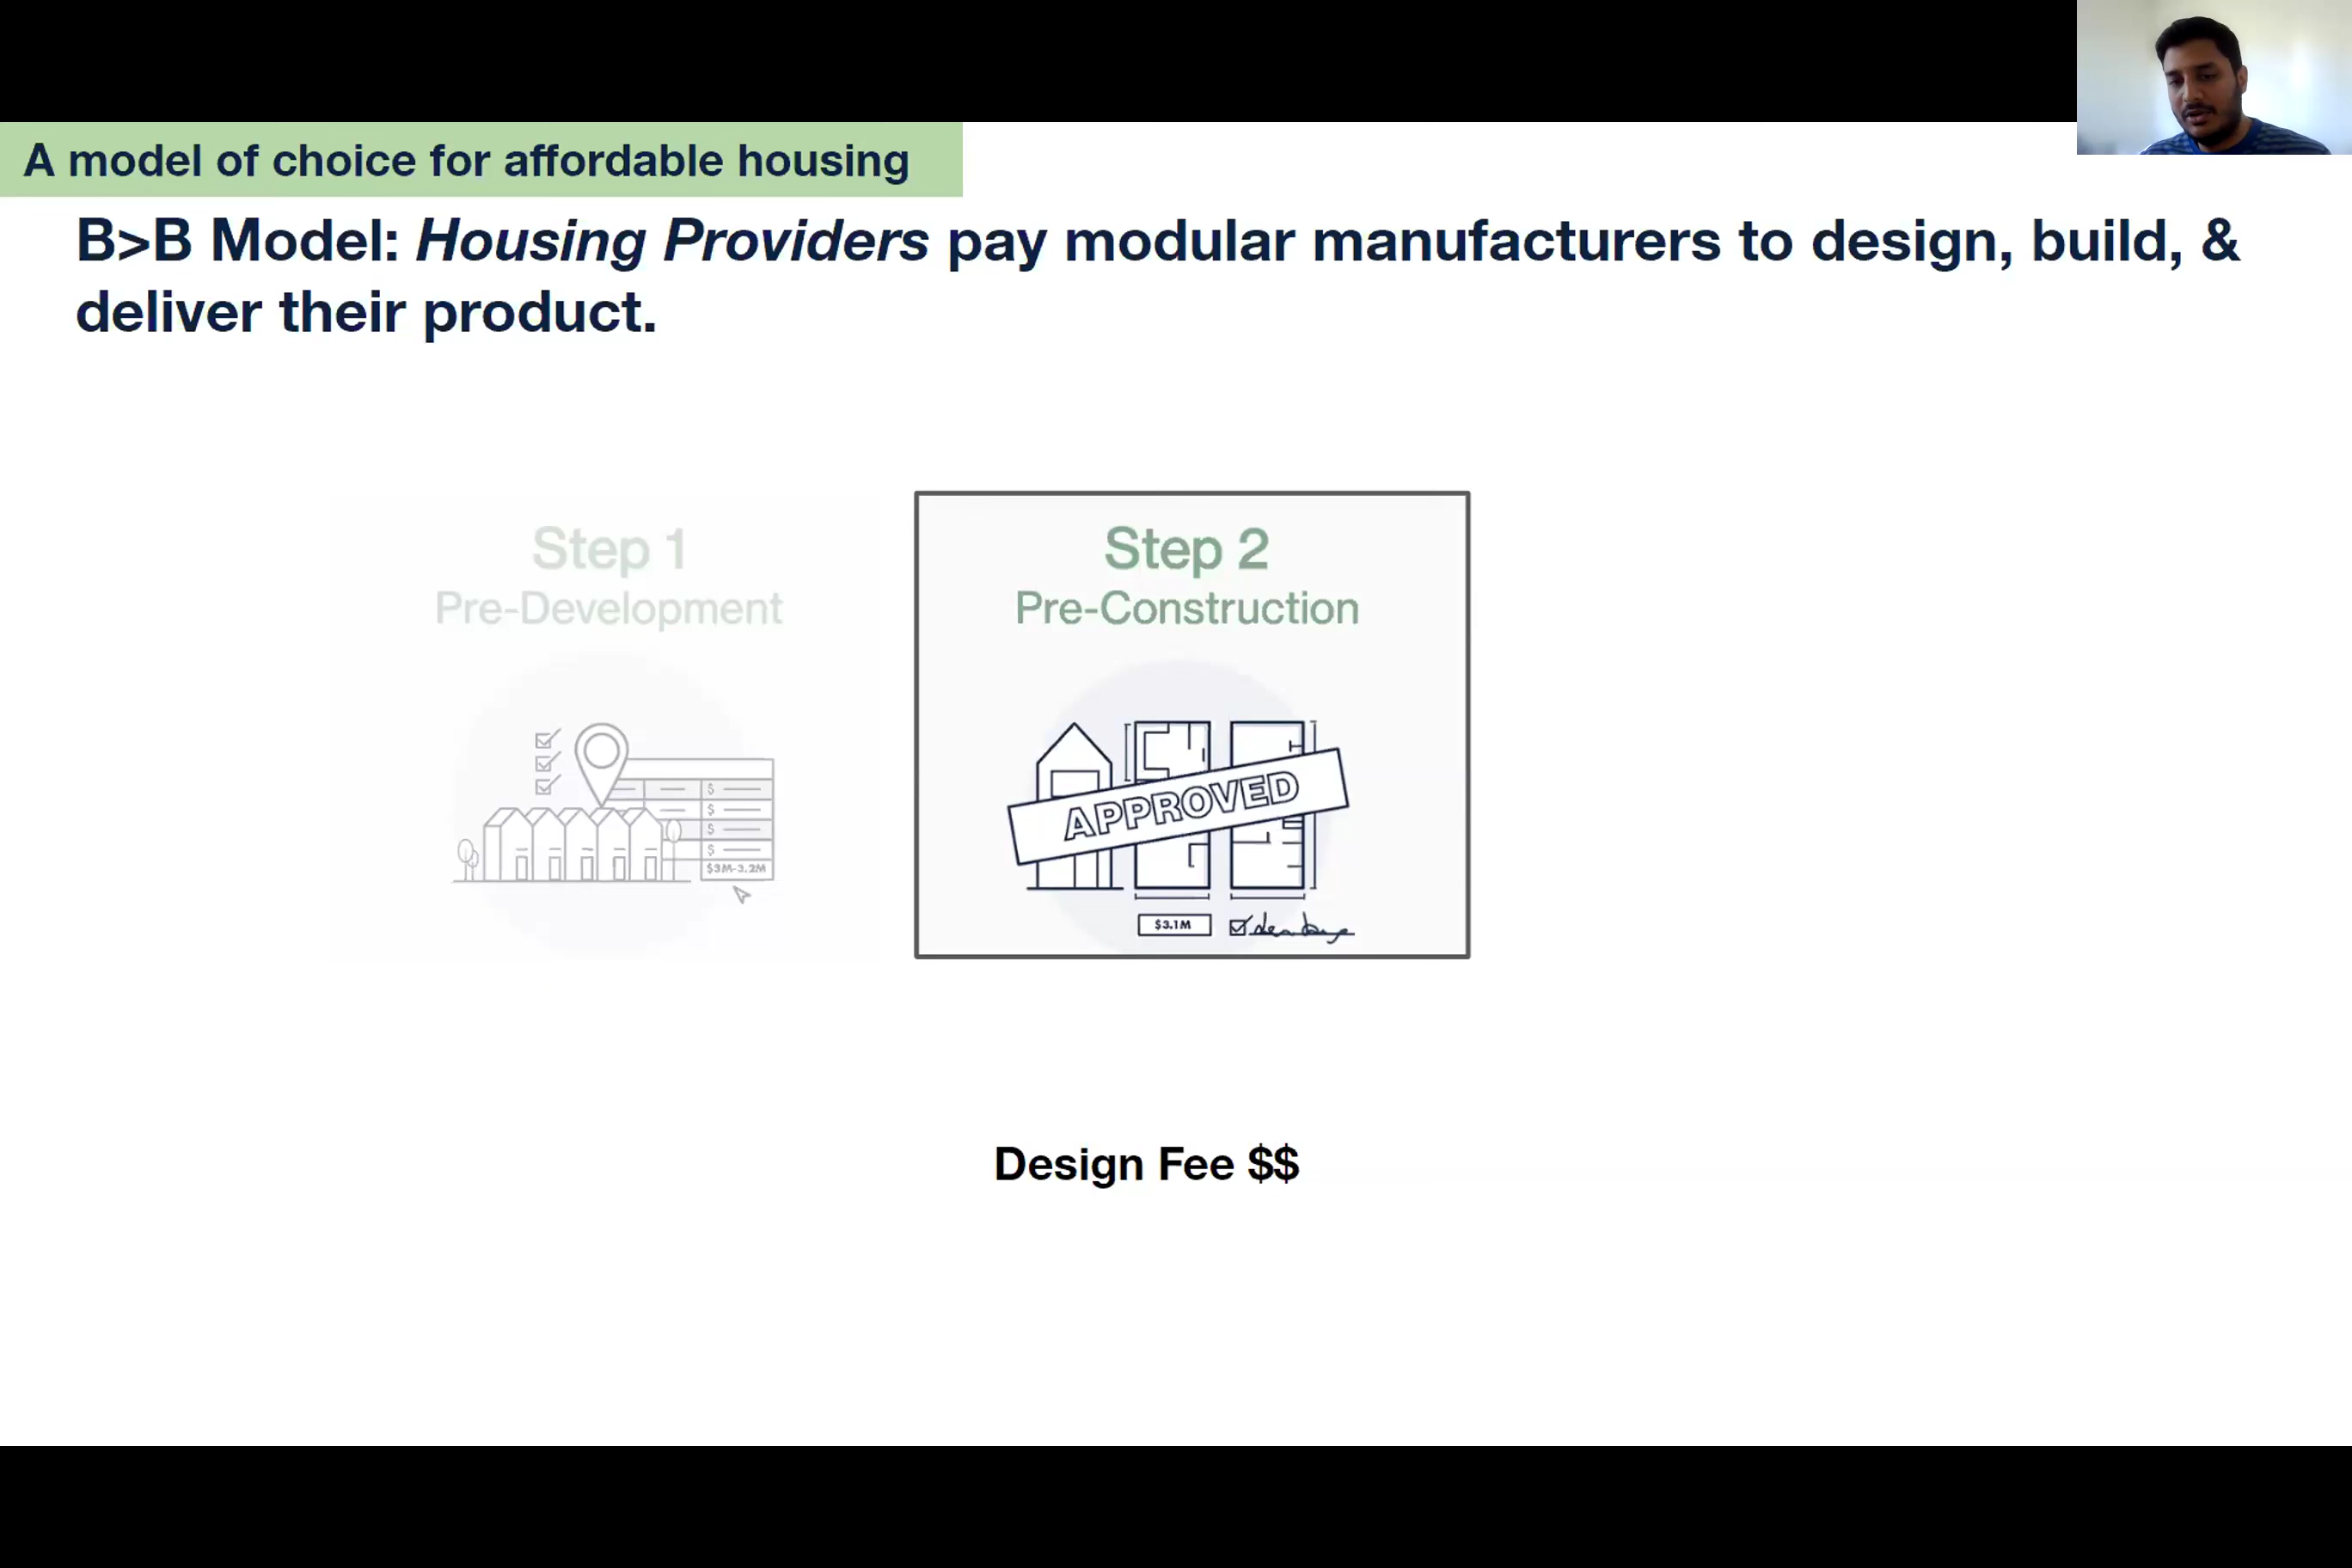 A model of choice for affordable housing
B>B Model: Housing Providers pay modular manufacturers to design, build, &
deliver their product.
Step 1
Pre-Development
$
$
$
$
$3M-3.2M
Step 2
Pre-Construction
APPROVED
$3.1M
Design Fee $$